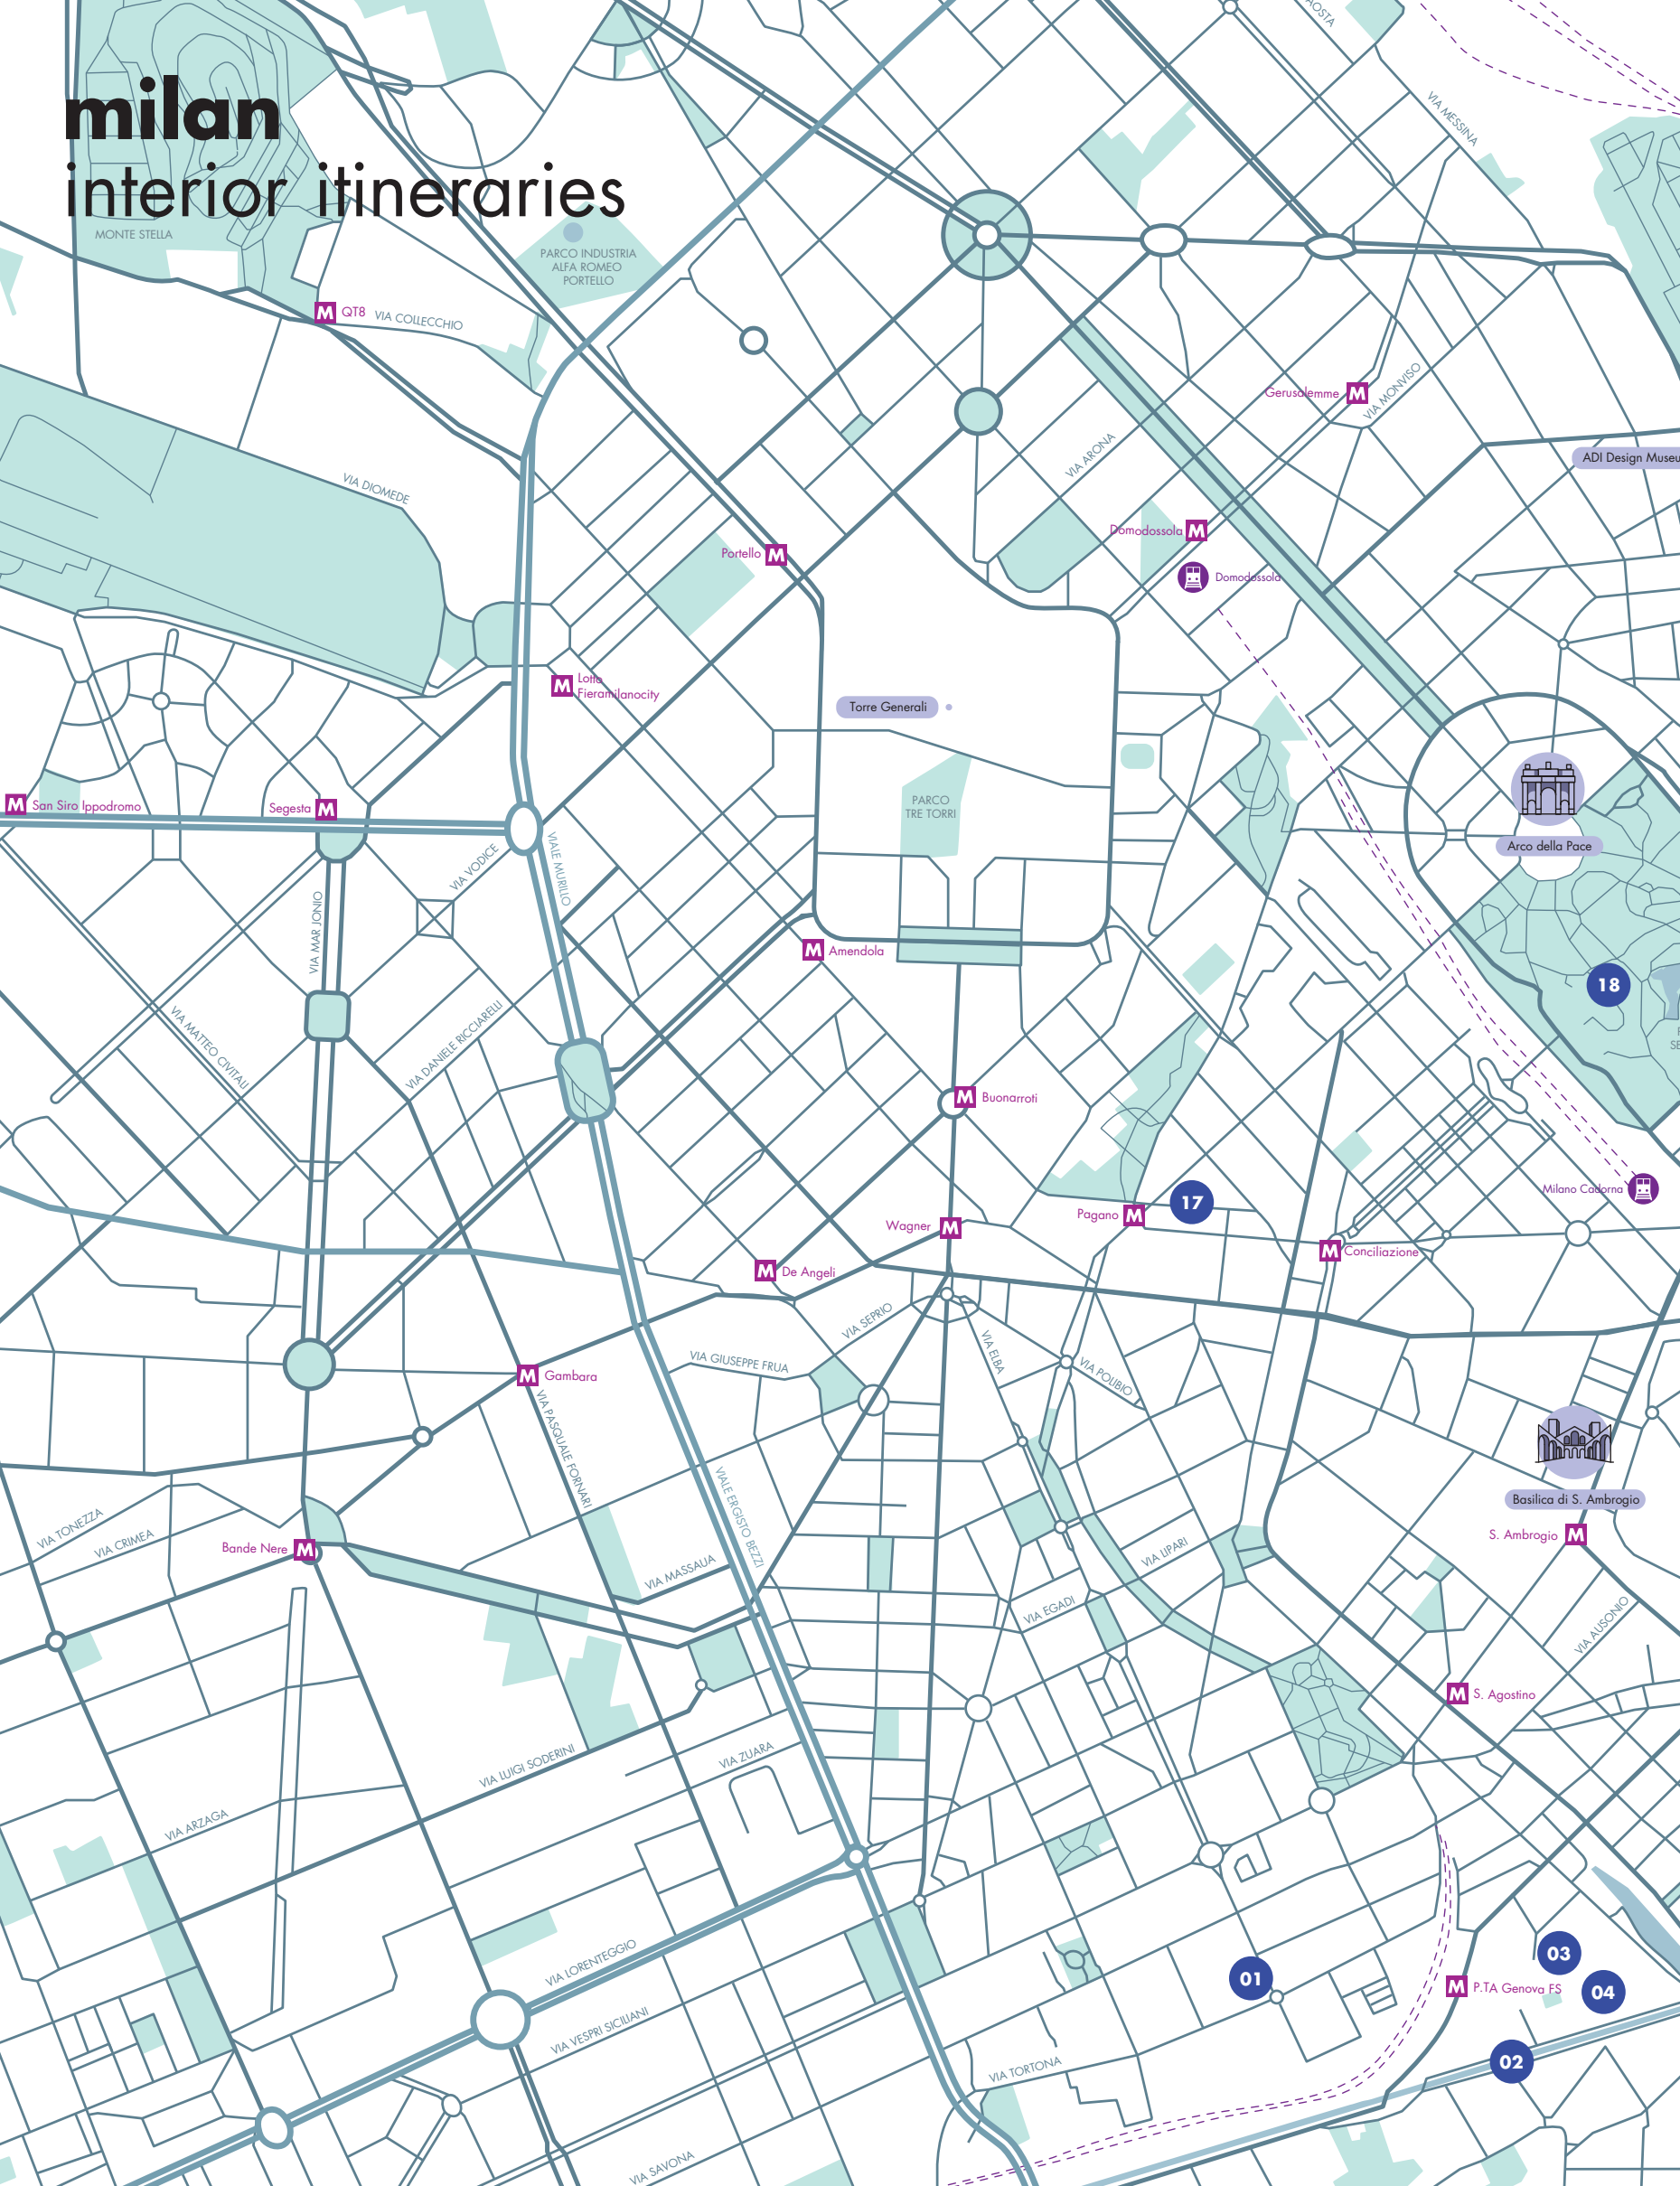 milan
interior itineraries
VIA MESSINA
MONTE STELLA
PARCO INDUSTRIA
ALFA ROMEO
PORTELLO
M QT8
VIA COLLECCHIO
Gerusalemme M
VIA MONVISO
VIA ARONA
ADI Design Museu
VIA DIOMEDE
Domodossola M
Portello M
Domodossola
M Lotto
Fieramilanocity
Torre Generali
M San Siro Ippodromo
Segesta M
PARCO
TRE TORRI
Arco della Pace
VIA VODICE
VIALE MURILLO
VIA MAR JONIO
M Amendola
18
VIA MATTEO CIVITALI
VIA DANIELE RICCIARELLI
SE
M Buonarroti
Milano Cadorna
17
Pagano M
Wagner M
M Conciliazione
M De Angeli
VIA SEPRIO
VIA ELBA
VIA GIUSEPPE FRUA
VIA POLIBIO
M Gambara
VIA PASQUALE FORNARI
VIALE ERGISTO BEZZI
Basilica di S. Ambrogio
S. Ambrogio M
VIA TONEZZA
VIA CRIMEA
Bande Nere M
VIA MASSAUA
VIA LIPARI
VIA EGADI
VIA AUSONIO
M S. Agostino
VIA LUIGI SODERINI
VIA ZUARA
VIA ARZAGA
VIA LORENTEGGIO
03
01
M P.TA Genova FS
04
VIA VESPRI SICILIANI
02
VIA TORTONA
VIA SAVONA